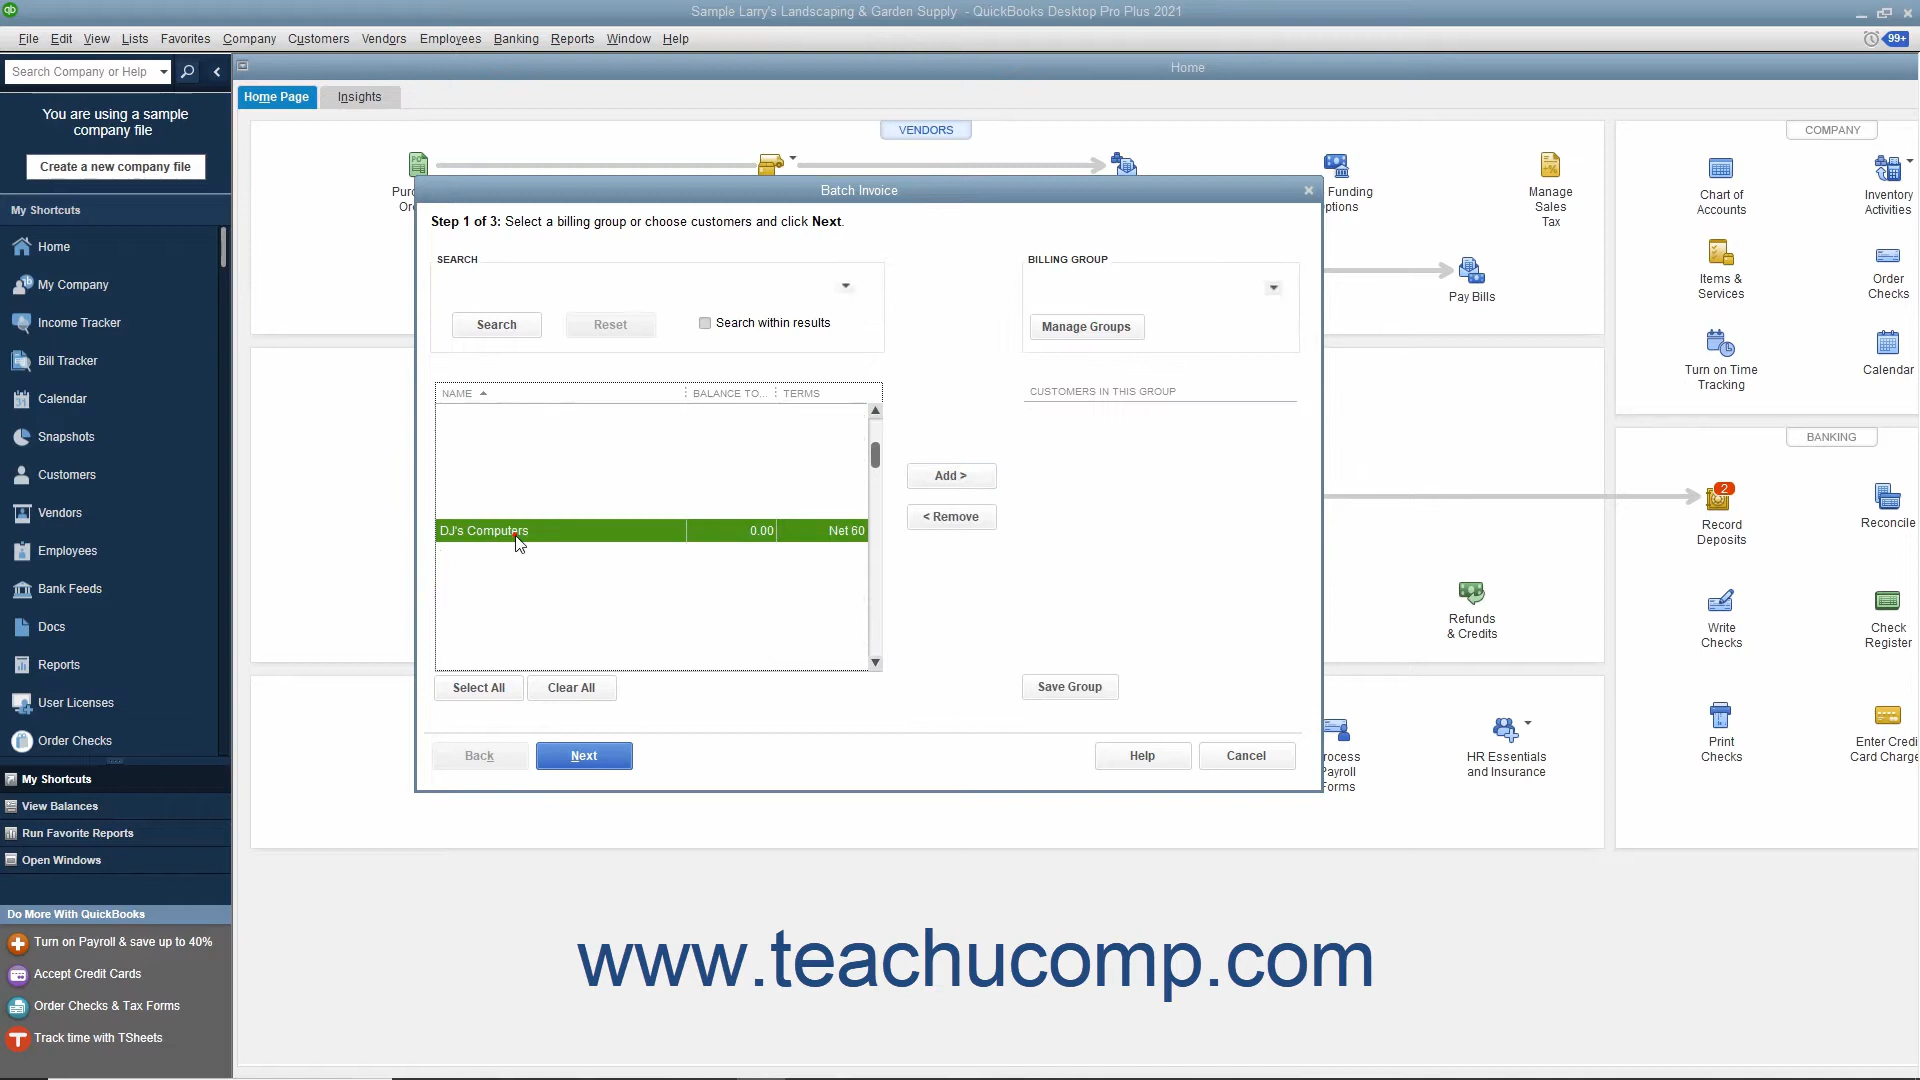 Sample Larry's Landscaping & Garden Supply - QuickBooks Desktop Pro Plus 2021
File Edit View Lists Favorites Company Customers Vendors Employees Banking Reports Window Help
99+
Search Company or Help
Home
Home Page
Insights
You are using a sample
company file
Create a new company file
My Shortcuts
Home
My Company
Income Tracker
Bill Tracker
Calendar
Snapshots
Customers
Vendors
Employees
Bank Feeds
Docs
Reports
User Licenses
Order Checks
My Shortcuts
View Balances
Run Favorite Reports
Open Windows
Do More With QuickBooks
Turn on Payroll & save up to 40%
Accept Credit Cards
Order Checks & Tax Forms
Track time with TSheets
VENDORS
Purc
Or
Funding
ptions
Manage
Sales
Tax
Pay Bills
Batch Invoice
Step 1 of 3: Select a billing group or choose customers and click Next.
SEARCH
Search
Reset
Search within results
BILLING GROUP
Manage Groups
NAME
BALANCE TO...
TERMS
CUSTOMERS IN THIS GROUP
DJ's Computers 0.00 Net 60
Add >
< Remove
Select All
Clear All
Save Group
Back
Next
Help
Cancel
Refunds
& Credits
rocess
Payroll
Forms
HR Essentials
and Insurance
COMPANY
Chart of
Accounts
Inventory
Activities
Items &
Services
Order
Checks
Turn on Time
Tracking
Calendar
BANKING
2
Record
Deposits
Reconcile
Write
Checks
Check
Register
Print
Checks
Enter Credi
Card Charge
www.teachucomp.com